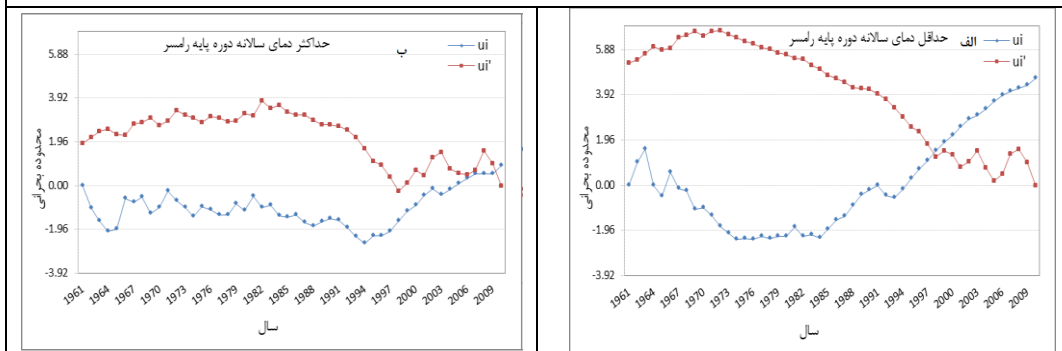 حداقل دمای سالانه دوره پایه رامسر الف
ui
ui'
5.88
3.92
1.96
0.00
-1.96
-3.92
محدوده بحرانی
1961 1964 1967 1970 1973 1976 1979 1982 1985 1988 1991 1994 1997 2000 2003 2006 2009
سال
حداکثر دمای سالانه دوره پایه رامسر ب
ui
ui'
5.88
3.92
1.96
0.00
-1.96
-3.92
محدوده بحرانی
1961 1964 1967 1970 1973 1976 1979 1982 1985 1988 1991 1994 1997 2000 2003 2006 2009
سال